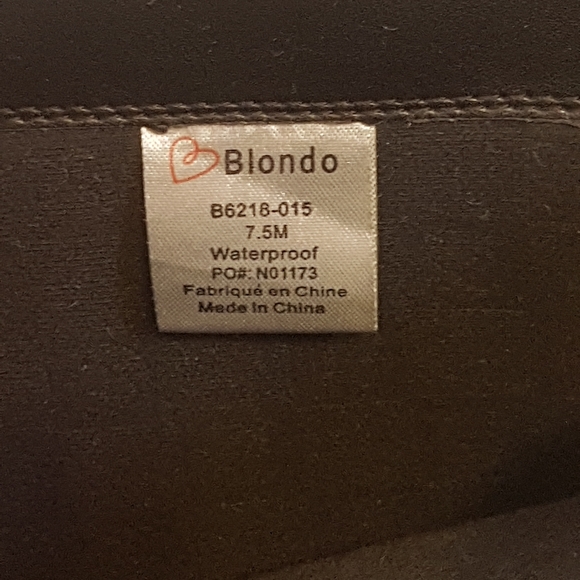 Blondo
B6218-015
7.5M
Waterproof
PO#: N01173
Fabriqué en Chine
Made In China